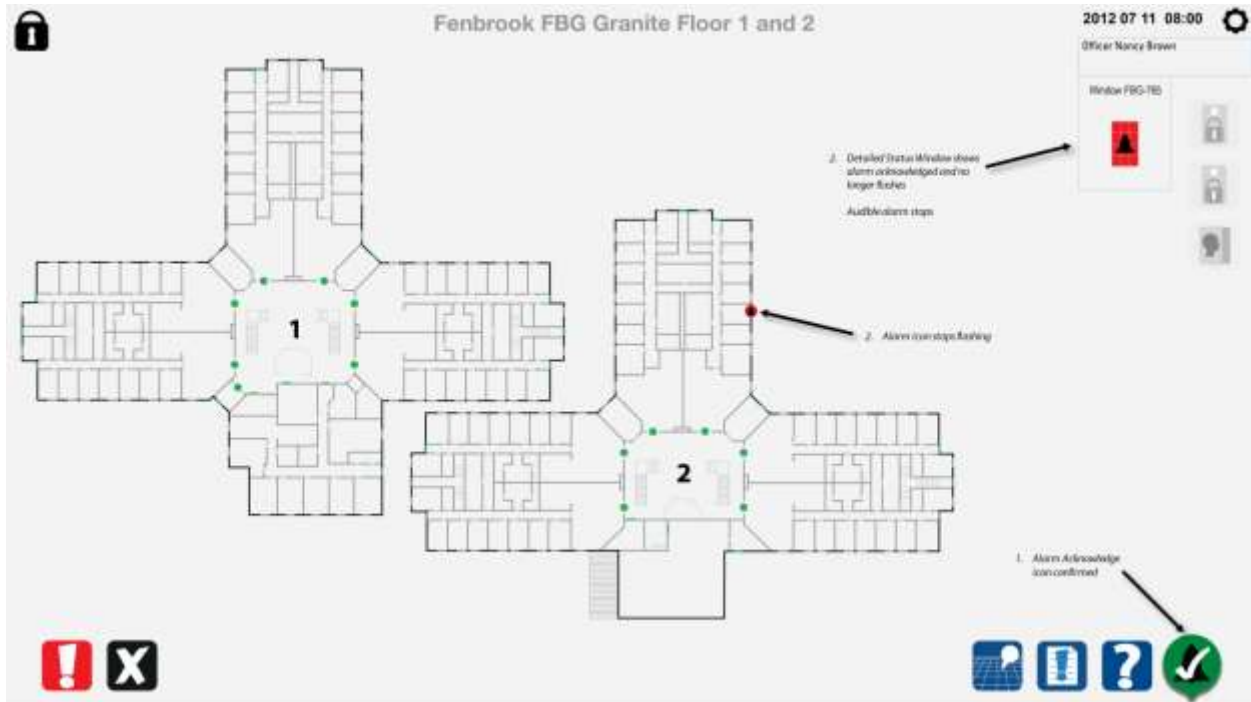 Fenbrook FBG Granite Floor 1 and 2
2012 07 11 08:00
Officer Nancy Brown
Window FBG-765
2. Detailed Status Window shows
alarm acknowledged and no
longer flashes
Audible alarm stops
1
2. Alarm icon stops flashing
2
1. Alarm Acknowledge
icon confirmed